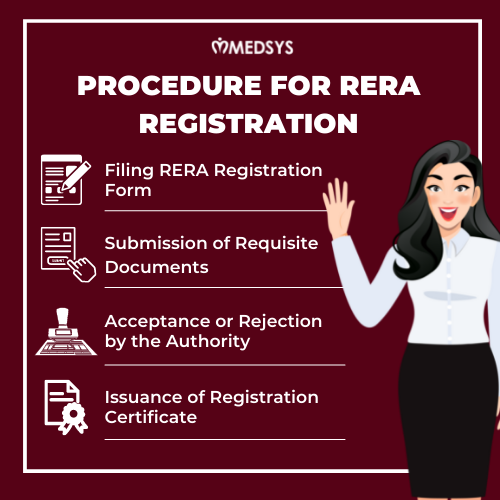 MEDSYS
PROCEDURE FOR RERA
REGISTRATION
Filing RERA Registration
Form
SUBMIT
Submission of Requisite
Documents
Acceptance or Rejection
by the Authority
Issuance of Registration
Certificate